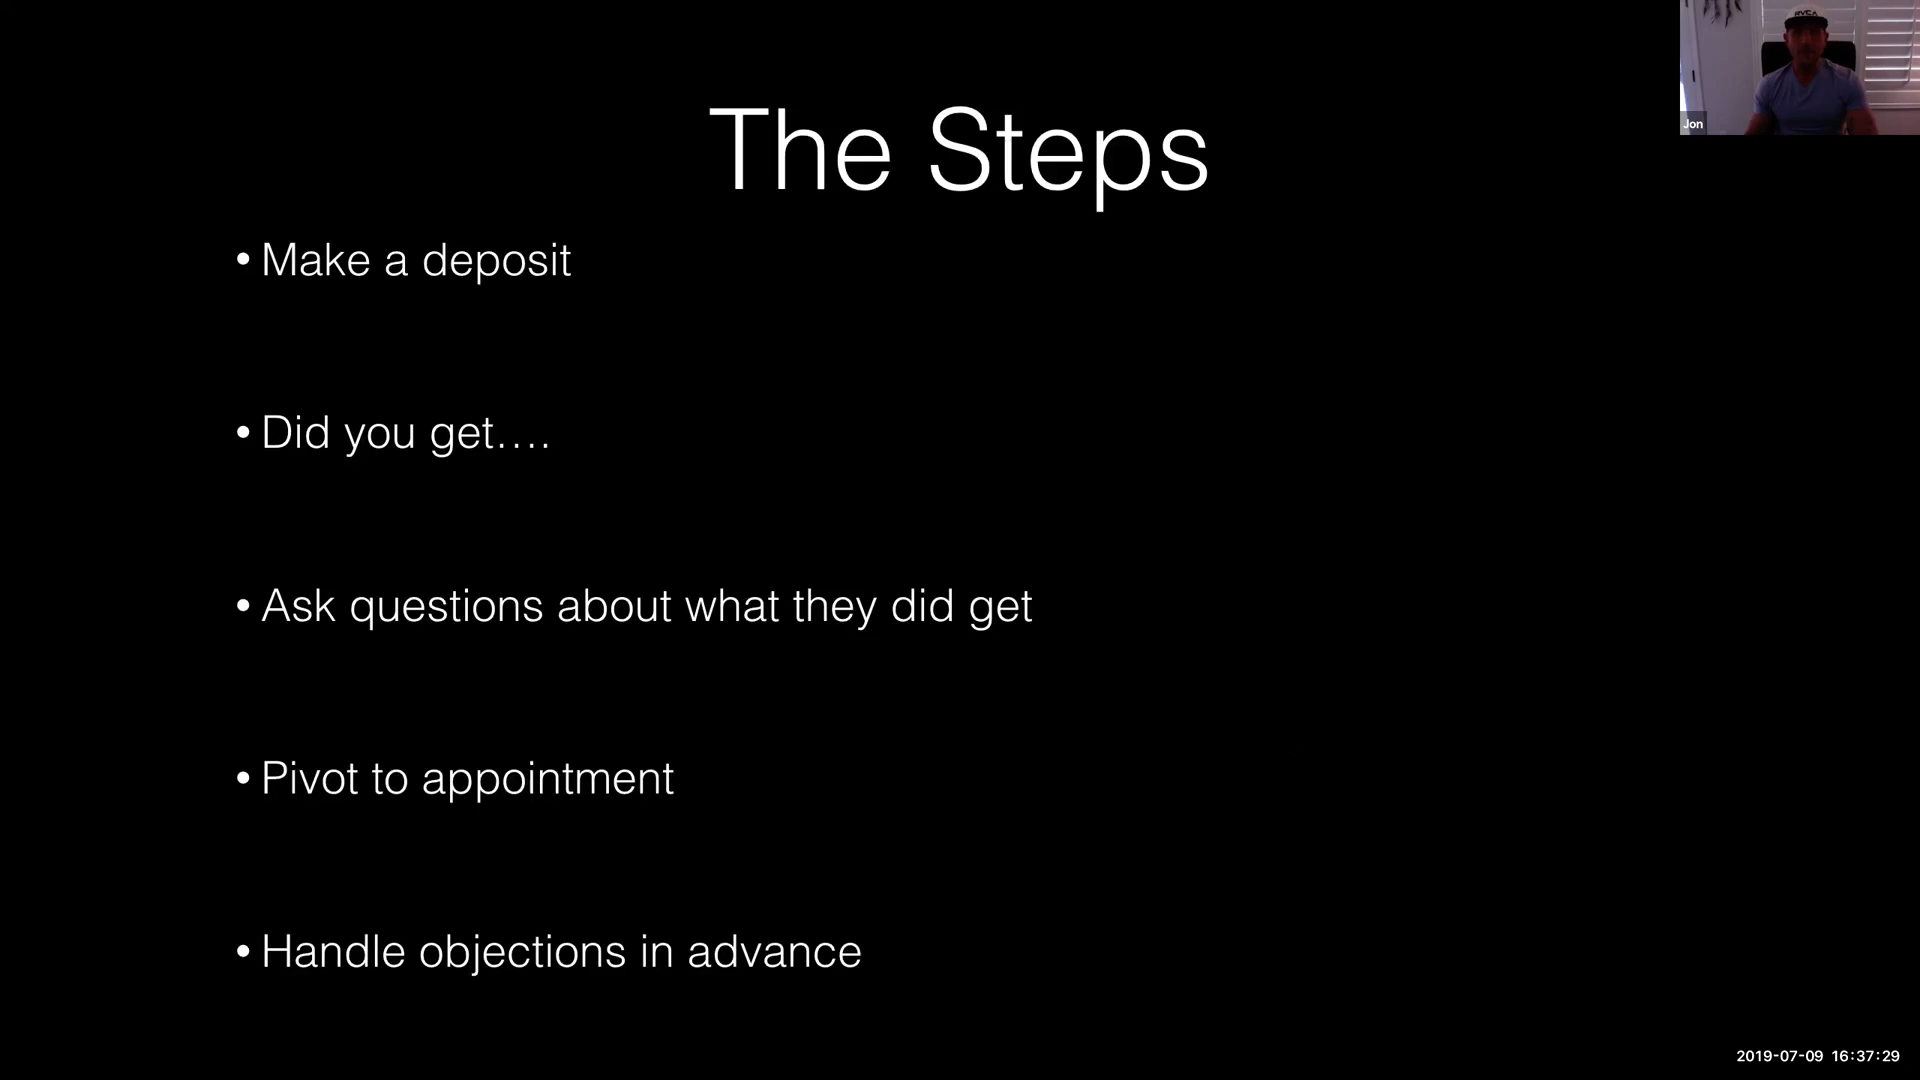 RVCA
Jon
The Steps
• Make a deposit
• Did you get....
• Ask questions about what they did get
• Pivot to appointment
• Handle objections in advance
2019-07-09 16:37:29